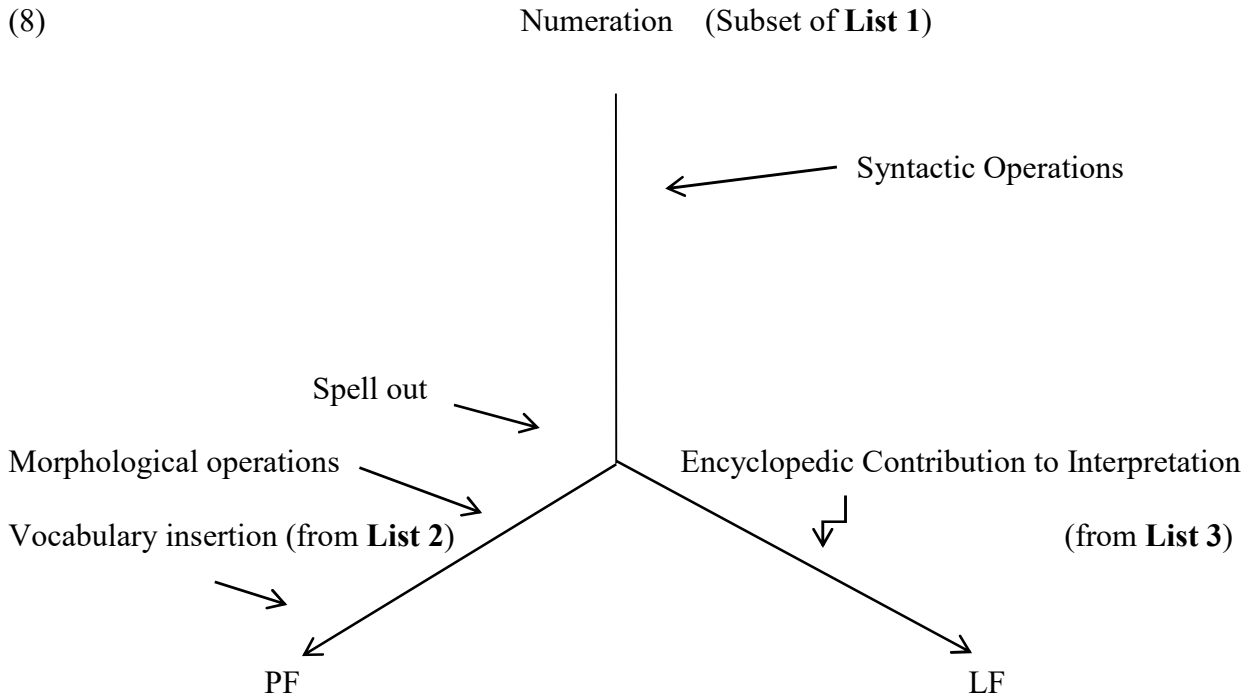 (8) Numeration (Subset of List 1)
Syntactic Operations
Spell out
Morphological operations
Encyclopedic Contribution to Interpretation
Vocabulary insertion (from List 2)
(from List 3)
PF
LF